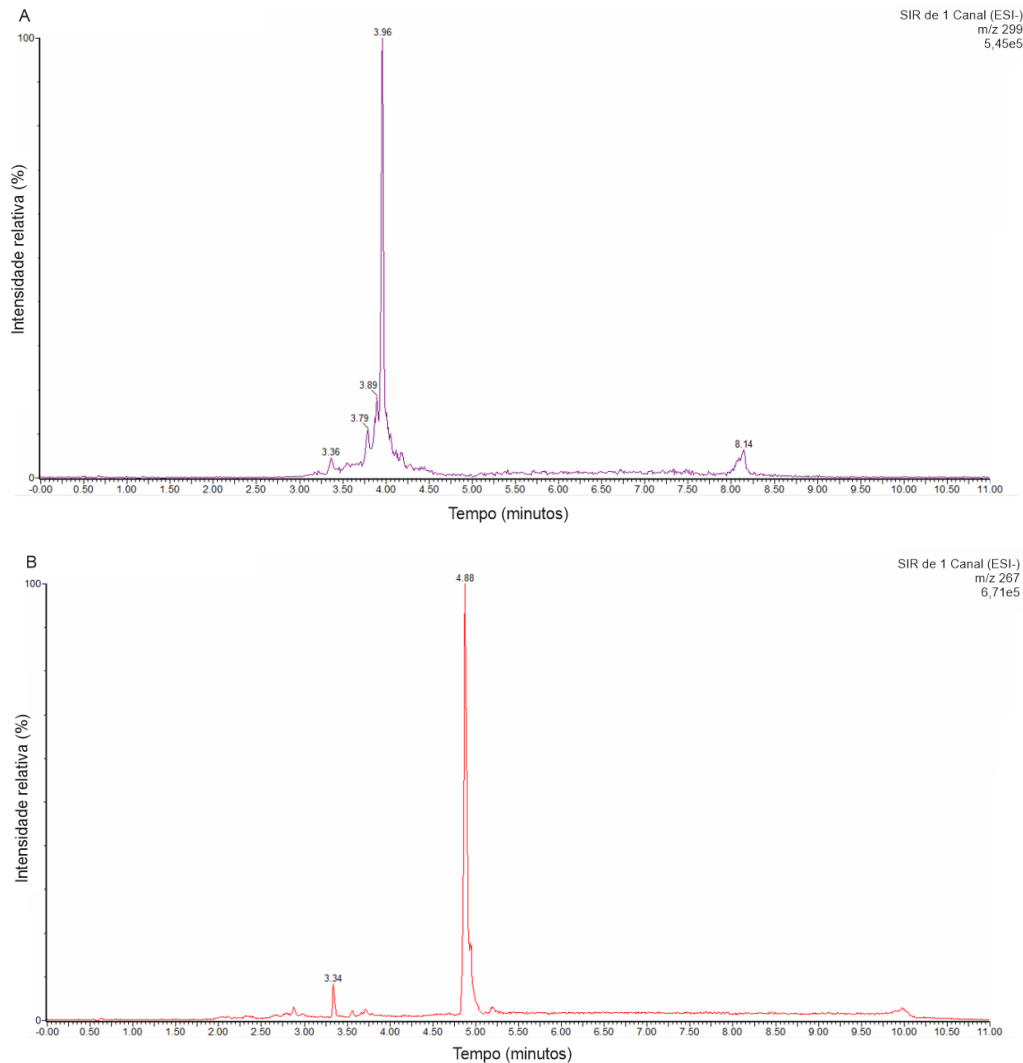 A
SIR de 1 Canal (ESI-)
m/z 299
5,45e5
100
3.96
3.89
3.79
3.36
8.14
0
-0.00 0.50 1.00 1.50 2.00 2.50 3.00 3.50 4.00 4.50 5.00 5.50 6.00 6.50 7.00 7.50 8.00 8.50 9.00 9.50 10.00 10.50 11.00
Intensidade relativa (%)
Tempo (minutos)
B
SIR de 1 Canal (ESI-)
m/z 267
6,71e5
100
4.88
3.34
0
-0.00 0.50 1.00 1.50 2.00 2.50 3.00 3.50 4.00 4.50 5.00 5.50 6.00 6.50 7.00 7.50 8.00 8.50 9.00 9.50 10.00 10.50 11.00
Intensidade relativa (%)
Tempo (minutos)